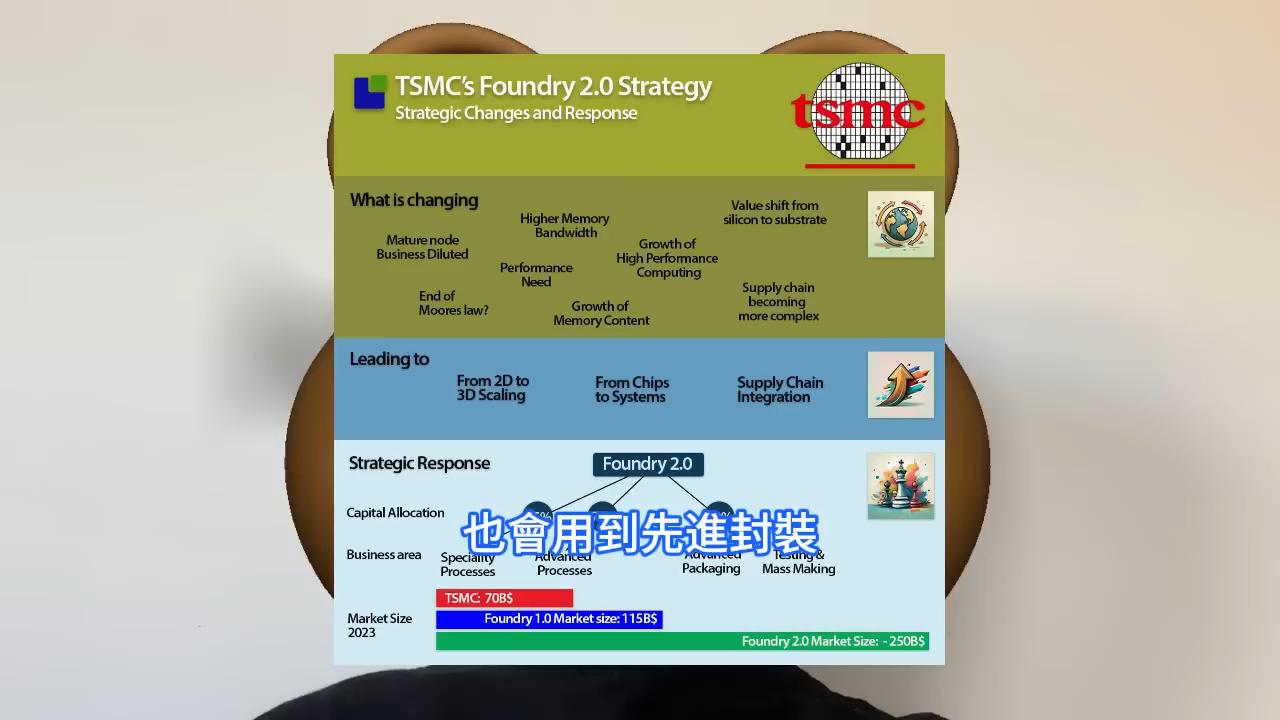 TSMC's Foundry 2.0 Strategy
Strategic Changes and Response
tsmc
What is changing
Mature node
Business Diluted
Higher Memory
Bandwidth
Value shift from
silicon to substrate
Performance
Need
Growth of
High Performance
Computing
End of
Moores law?
Growth of
Memory Content
Supply chain
becoming
more complex
Leading to
From 2D to
3D Scaling
From Chips
to Systems
Supply Chain
Integration
Strategic Response
Foundry 2.0
Capital Allocation
也會用到先進封裝
Business area
Speciality
Processes
Advanced
Processes
Advanced
Packaging
Testing &
Mass Making
Market Size
2023
TSMC: 70B$
Foundry 1.0 Market size: 115B$
Foundry 2.0 Market Size: - 250B$